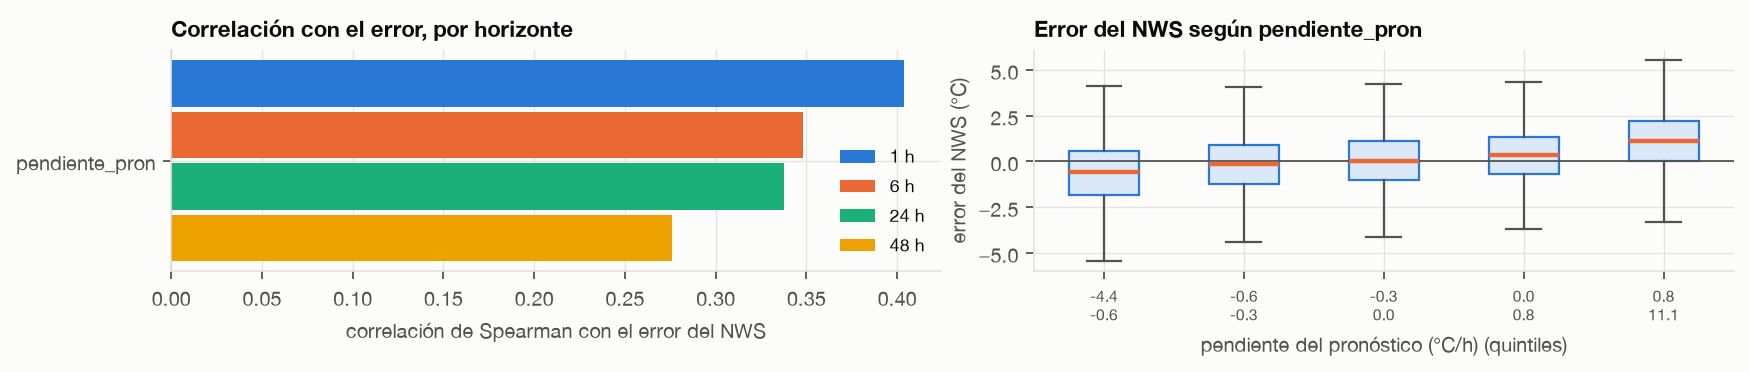 Correlación con el error, por horizonte
pendiente_pron
1 h
6 h
24 h
48 h
0.00 0.05 0.10 0.15 0.20 0.25 0.30 0.35 0.40
correlación de Spearman con el error del NWS
Error del NWS según pendiente_pron
error del NWS (°C)
5.0
2.5
0.0
−2.5
−5.0
-4.4 -0.6 -0.3 0.0 0.8
-0.6 -0.3 0.0 0.8 11.1
pendiente del pronóstico (°C/h) (quintiles)